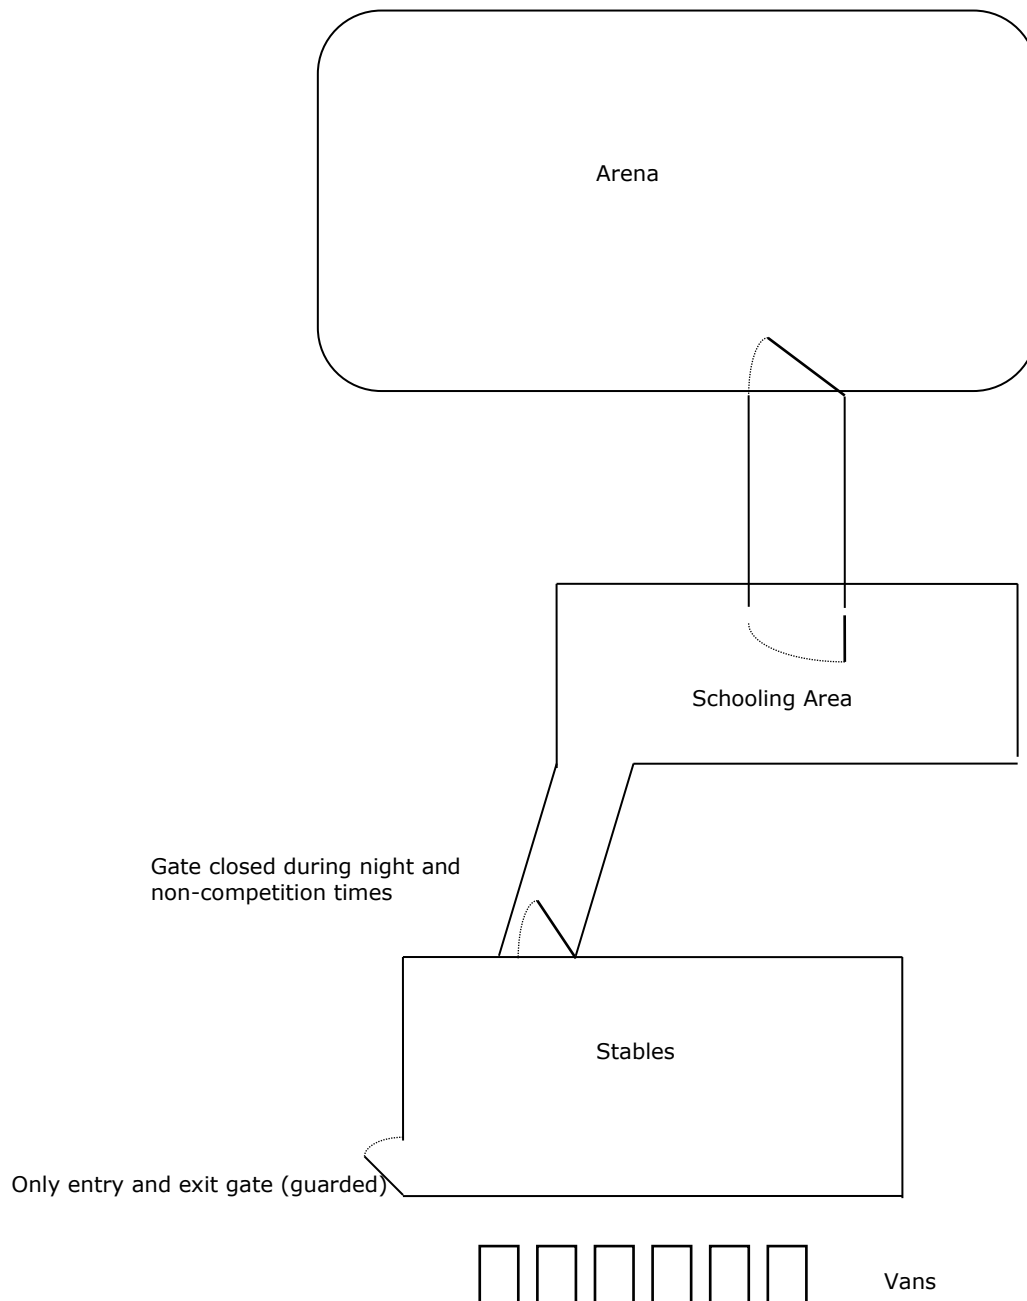 Arena
Schooling Area
Gate closed during night and
non-competition times
Stables
Only entry and exit gate (guarded)
Vans